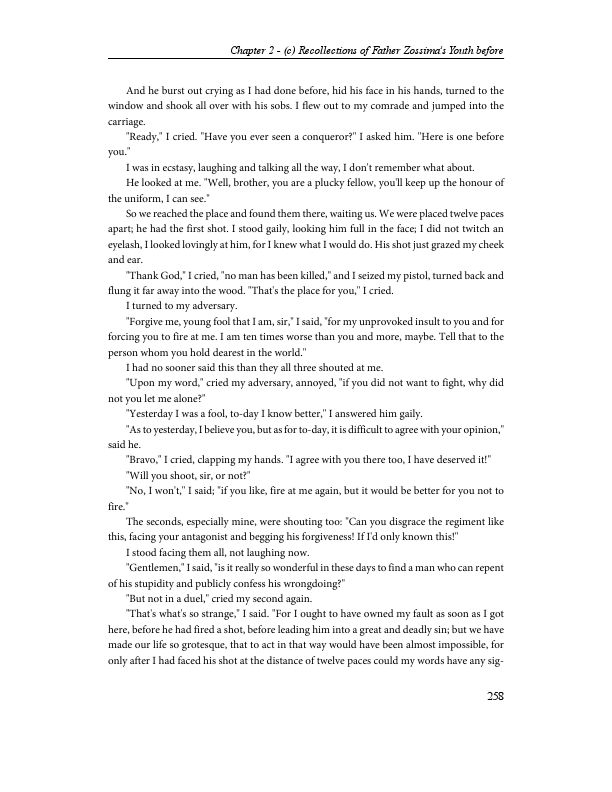 Chapter 2 - (c) Recollections of Father Zossima's Youth before
And he burst out crying as I had done before, hid his face in his hands, turned to the
window and shook all over with his sobs. I flew out to my comrade and jumped into the
carriage.
"Ready," I cried. "Have you ever seen a conqueror?" I asked him. "Here is one before
you."
I was in ecstasy, laughing and talking all the way, I don't remember what about.
He looked at me. "Well, brother, you are a plucky fellow, you'll keep up the honour of
the uniform, I can see."
So we reached the place and found them there, waiting us. We were placed twelve paces
apart; he had the first shot. I stood gaily, looking him full in the face; I did not twitch an
eyelash, I looked lovingly at him, for I knew what I would do. His shot just grazed my cheek
and ear.
"Thank God," I cried, "no man has been killed," and I seized my pistol, turned back and
flung it far away into the wood. "That's the place for you," I cried.
I turned to my adversary.
"Forgive me, young fool that I am, sir," I said, "for my unprovoked insult to you and for
forcing you to fire at me. I am ten times worse than you and more, maybe. Tell that to the
person whom you hold dearest in the world."
I had no sooner said this than they all three shouted at me.
"Upon my word," cried my adversary, annoyed, "if you did not want to fight, why did
not you let me alone?"
"Yesterday I was a fool, to-day I know better," I answered him gaily.
"As to yesterday, I believe you, but as for to-day, it is difficult to agree with your opinion,"
said he.
"Bravo," I cried, clapping my hands. "I agree with you there too, I have deserved it!"
"Will you shoot, sir, or not?"
"No, I won't," I said; "if you like, fire at me again, but it would be better for you not to
fire."
The seconds, especially mine, were shouting too: "Can you disgrace the regiment like
this, facing your antagonist and begging his forgiveness! If I'd only known this!"
I stood facing them all, not laughing now.
"Gentlemen," I said, "is it really so wonderful in these days to find a man who can repent
of his stupidity and publicly confess his wrongdoing?"
"But not in a duel," cried my second again.
"That's what's so strange," I said. "For I ought to have owned my fault as soon as I got
here, before he had fired a shot, before leading him into a great and deadly sin; but we have
made our life so grotesque, that to act in that way would have been almost impossible, for
only after I had faced his shot at the distance of twelve paces could my words have any sig-
258